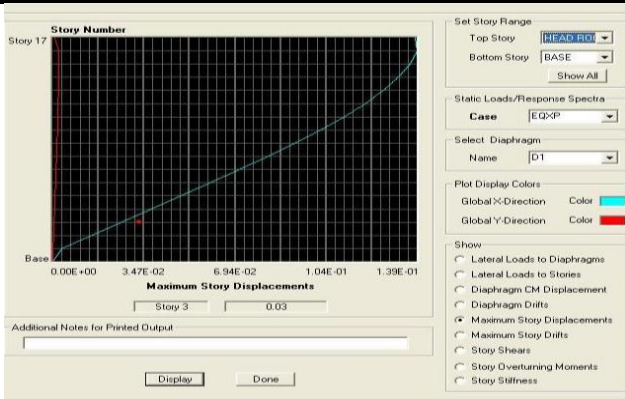 Story Number
Story 17
Base
0.00E+00 3.47E-02 6.94E-02 1.04E-01 1.39E-01
Maximum Story Displacements
Story 3 0.03
Additional Notes for Printed Output
Display Done
Set Story Range
Top Story HEAD ROO
Bottom Story BASE
Show All
Static Loads/Response Spectra
Case EQXP
Select Diaphragm
Name D1
Plot Display Colors
Global X-Direction Color
Global Y-Direction Color
Show
Lateral Loads to Diaphragms
Lateral Loads to Stories
Diaphragm CM Displacement
Diaphragm Drifts
Maximum Story Displacements
Maximum Story Drifts
Story Shears
Story Overturning Moments
Story Stiffness